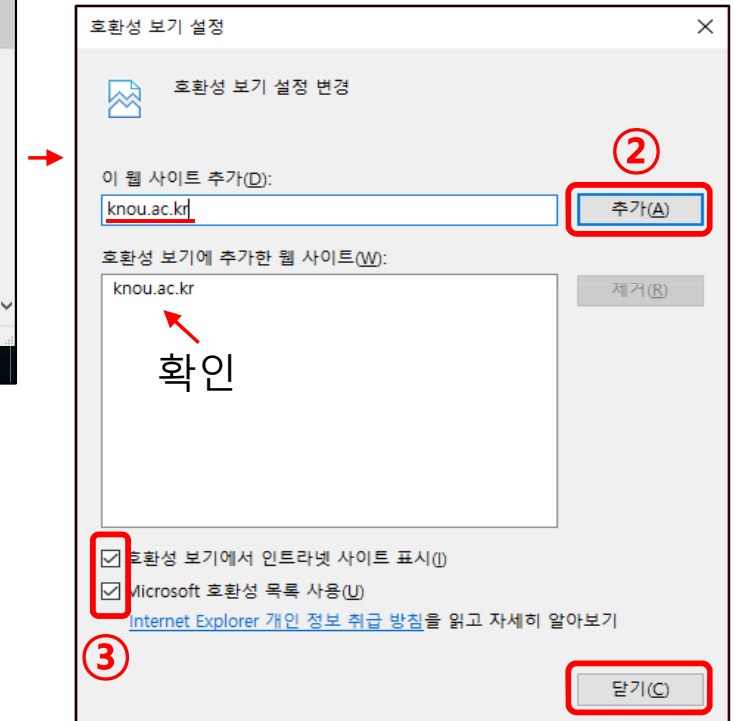 호환성 보기 설정
호환성 보기 설정 변경
②
이 웹 사이트 추가(D):
knou.ac.kr
추가(A)
호환성 보기에 추가한 웹 사이트(W):
knou.ac.kr
제거(R)
확인
호환성 보기에서 인트라넷 사이트 표시(I)
Microsoft 호환성 목록 사용(U)
Internet Explorer 개인 정보 취급 방침을 읽고 자세히 알아보기
③
닫기(C)